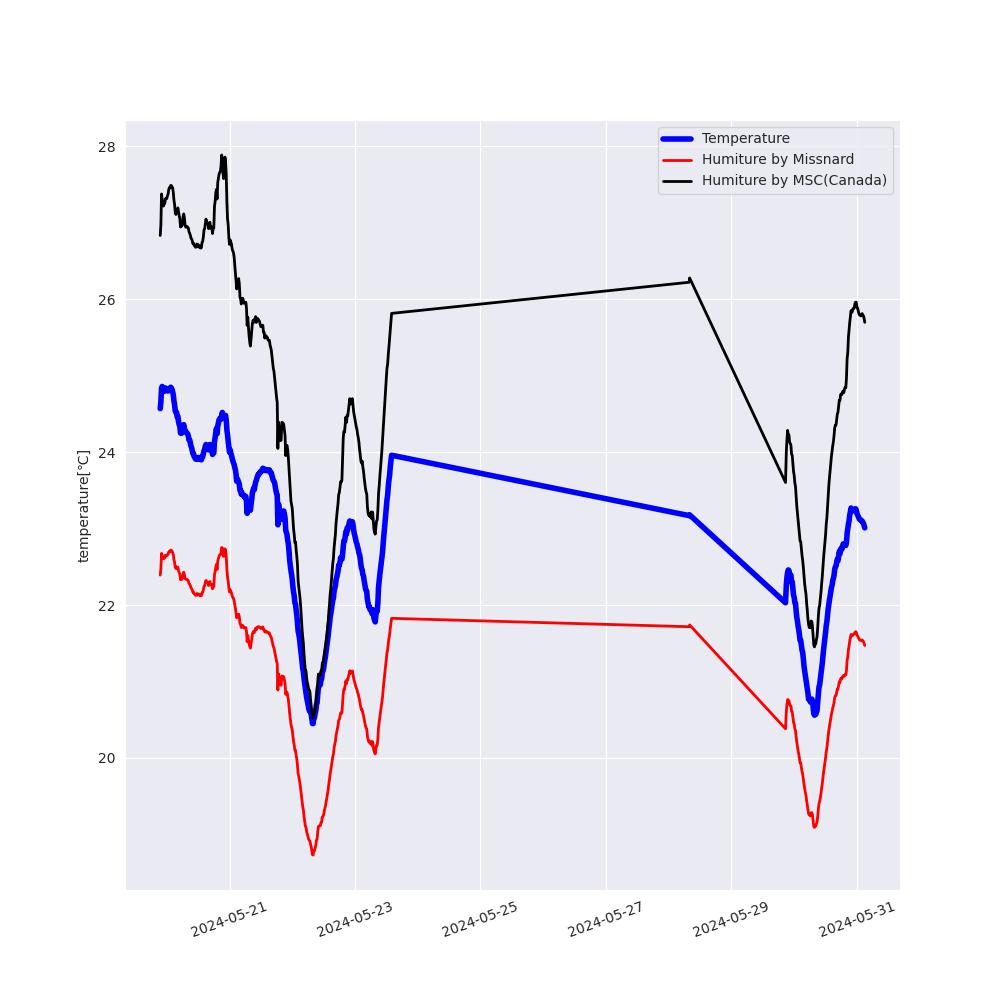 28
26
24
22
20
temperature[℃]
Temperature
Humiture by Missnard
Humiture by MSC(Canada)
2024-05-21
2024-05-23
2024-05-25
2024-05-27
2024-05-29
2024-05-31